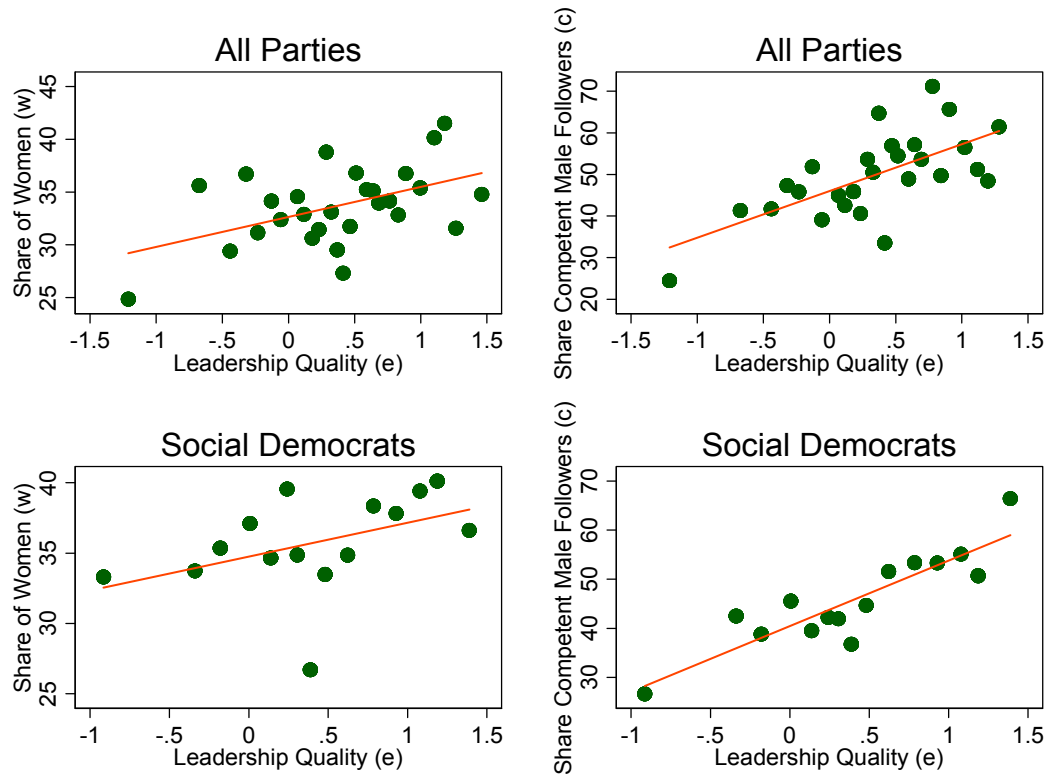 All Parties
Share of Women (w)
45
40
35
30
25
-1.5 -1 -.5 0 .5 1 1.5
Leadership Quality (e)
All Parties
Share Competent Male Followers (c)
70
60
50
40
30
20
-1.5 -1 -.5 0 .5 1 1.5
Leadership Quality (e)
Social Democrats
Share of Women (w)
40
35
30
25
-1 -.5 0 .5 1 1.5
Leadership Quality (e)
Social Democrats
Share Competent Male Followers (c)
70
60
50
40
30
-1 -.5 0 .5 1 1.5
Leadership Quality (e)